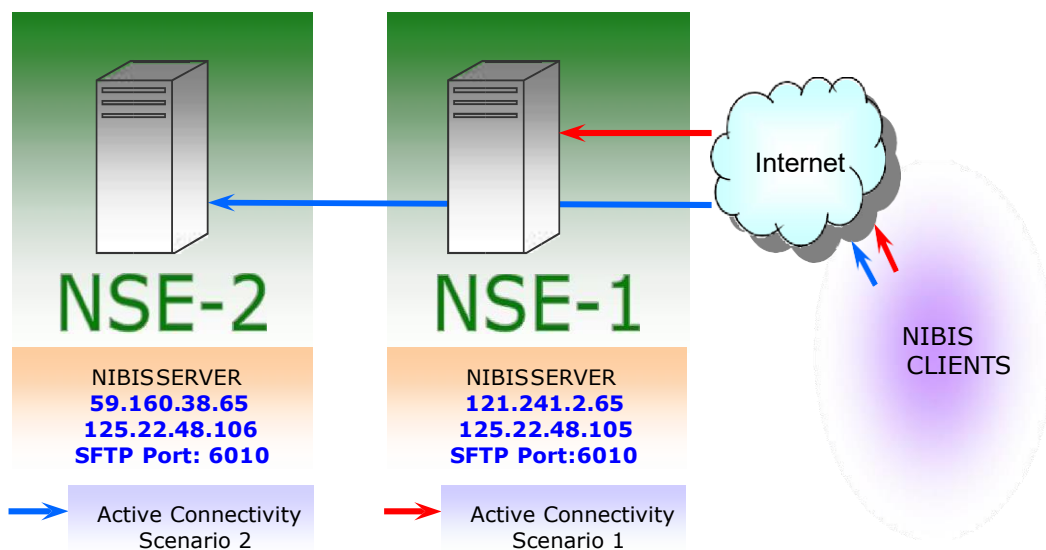 Internet
NSE-2
NSE-1
NIBIS
CLIENTS
NIBISSERVER
59.160.38.65
125.22.48.106
SFTP Port: 6010
NIBISSERVER
121.241.2.65
125.22.48.105
SFTP Port:6010
Active Connectivity
Scenario 2
Active Connectivity
Scenario 1